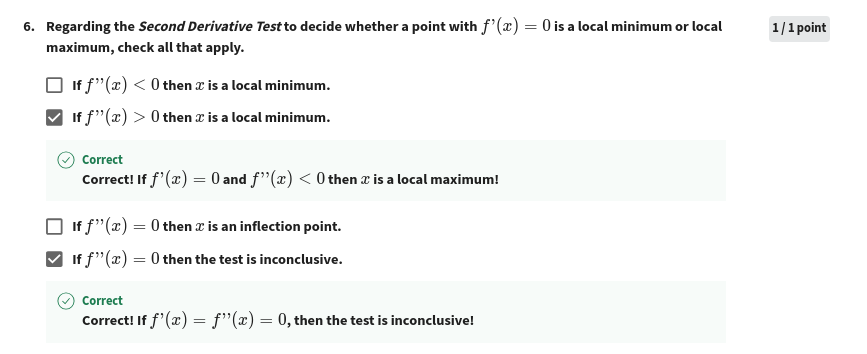 6. Regarding the Second Derivative Test to decide whether a point with f’(x) = 0 is a local minimum or local
1 / 1 point
maximum, check all that apply.
If f’’(x) < 0 then x is a local minimum.
If f’’(x) > 0 then x is a local minimum.
Correct
Correct! If f’(x) = 0 and f’’(x) < 0 then x is a local maximum!
If f’’(x) = 0 then x is an inflection point.
If f’’(x) = 0 then the test is inconclusive.
Correct
Correct! If f’(x) = f’’(x) = 0, then the test is inconclusive!